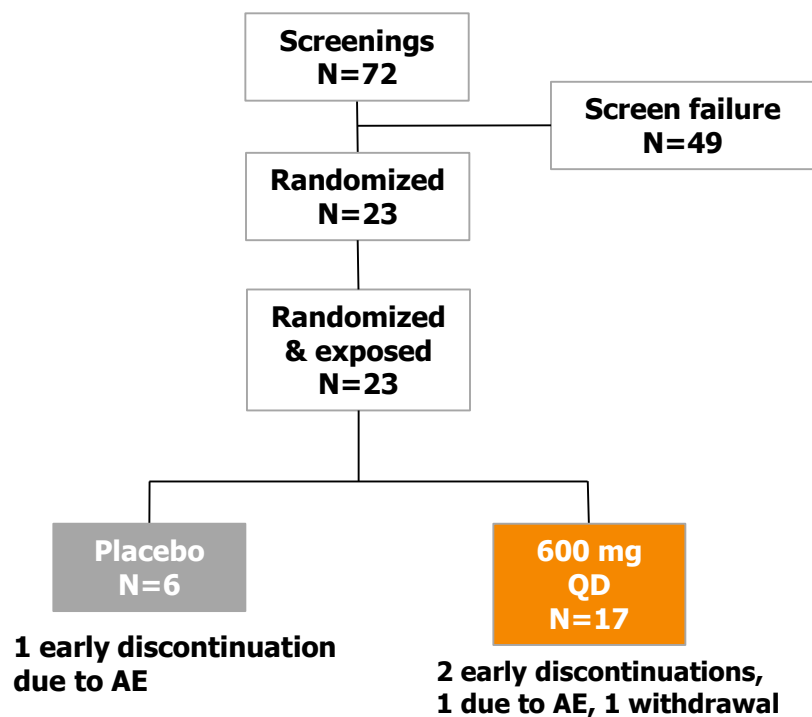 Screenings
N=72
Screen failure
N=49
Randomized
N=23
Randomized
& exposed
N=23
Placebo
N=6
600 mg
QD
N=17
1 early discontinuation
due to AE
2 early discontinuations,
1 due to AE, 1 withdrawal